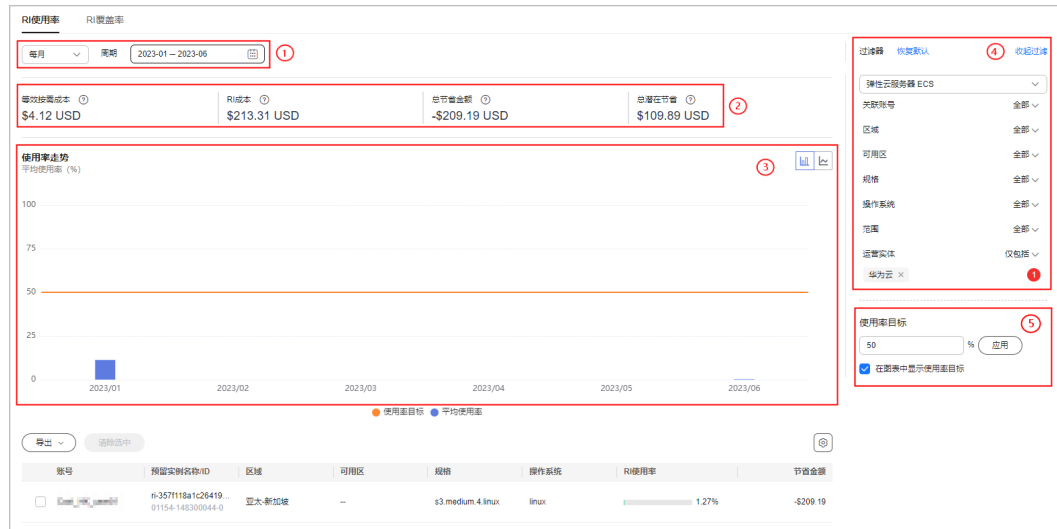 RI使用率 RI覆盖率
每月 周期 2023-01 – 2023-06 1
过滤器 恢复默认 4 收起过滤
弹性云服务器 ECS
关联账号 全部
区域 全部
可用区 全部
规格 全部
操作系统 全部
范围 全部
运营实体 仅包括
华为云 × 1
等效按需成本 ? RI成本 ? 总节省金额 ? 总潜在节省 ?
$4.12 USD $213.31 USD -$209.19 USD $109.89 USD 2
使用率走势
平均使用率（%） 3
100
75
50
25
0
2023/01 2023/02 2023/03 2023/04 2023/05 2023/06
使用率目标 平均使用率
使用率目标 5
50 % 应用
在图表中显示使用率目标
导出 清除选中
账号 预留实例名称/ID 区域 可用区 规格 操作系统 RI使用率 节省金额
ri-357f118a1c26419... 亚太-新加坡 -- s3.medium.4.linux linux 1.27% -$209.19
01154-148300044-0